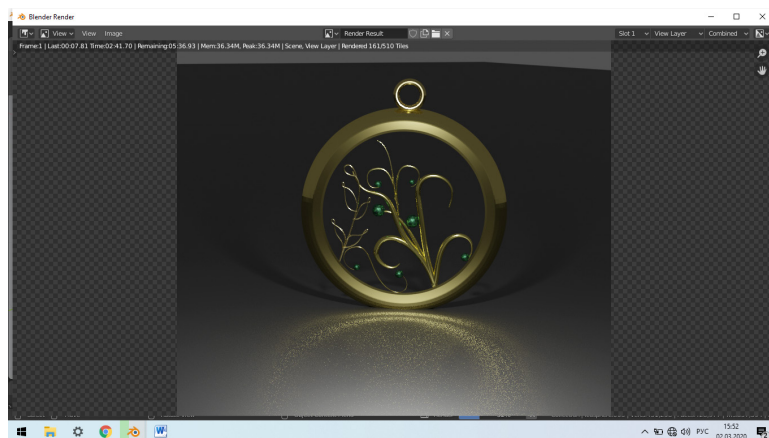 Blender Render
View View Image Render Result Slot 1 View Layer Combined
Frame:1 | Last:00:07.81 Time:02:41.70 | Remaining:05:36.93 | Mem:36.34M, Peak:36.34M | Scene, View Layer | Rendered 161/510 Tiles
15:52
РУС
02.03.2020